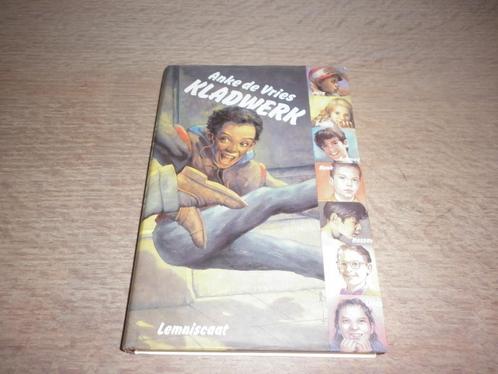 Anke de Vries
KLADWERK
Lemniscaat